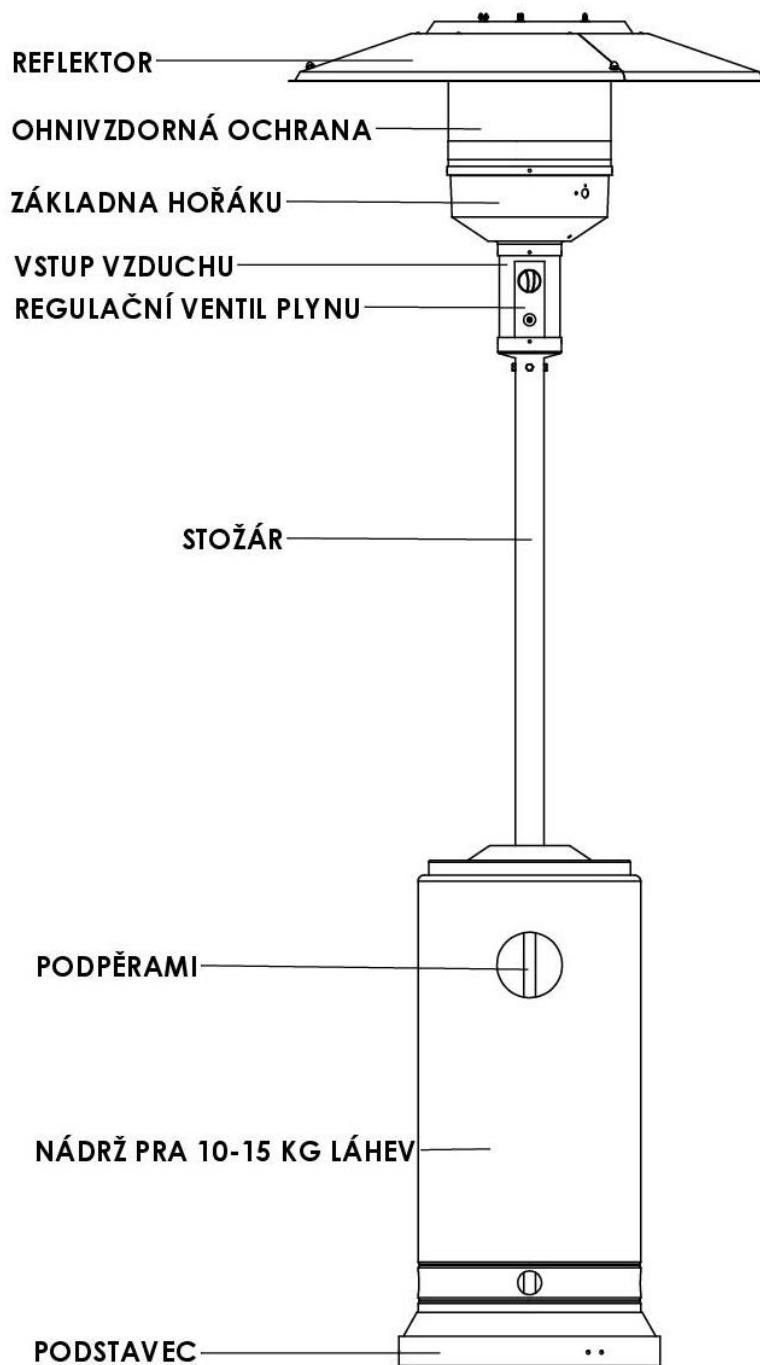 REFLEKTOR
OHNIVZDORNÁ OCHRANA
ZÁKLADNA HOŘÁKU
VSTUP VZDUCHU
REGULAČNÍ VENTIL PLYNU
STOŽÁR
PODPĚRAMI
NÁDRŽ PRA 10-15 KG LÁHEV
PODSTAVEC